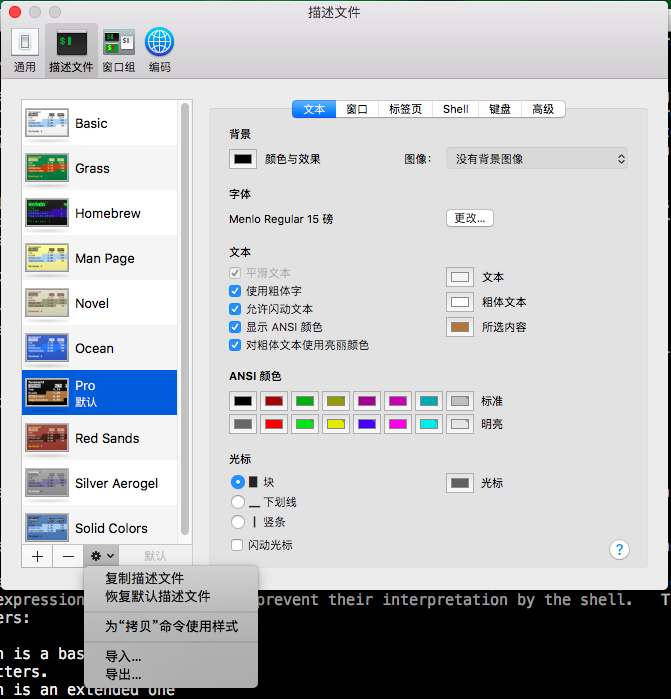 描述文件
通用
描述文件
窗口组
编码
Basic
Grass
Homebrew
Man Page
Novel
Ocean
Pro
默认
Red Sands
Silver Aerogel
Solid Colors
默认
文本 窗口 标签页 Shell 键盘 高级
背景
颜色与效果 图像： 没有背景图像
字体
Menlo Regular 15 磅 更改...
文本
平滑文本 文本
使用粗体字
允许闪动文本 粗体文本
显示 ANSI 颜色 所选内容
对粗体文本使用亮丽颜色
ANSI 颜色
标准
明亮
光标
块 光标
下划线
竖条
闪动光标
?
复制描述文件
恢复默认描述文件
为“拷贝”命令使用样式
导入...
导出...
expression prevent their interpretation by the shell. T
ers:
n is a bas
tters.
n is an extended one